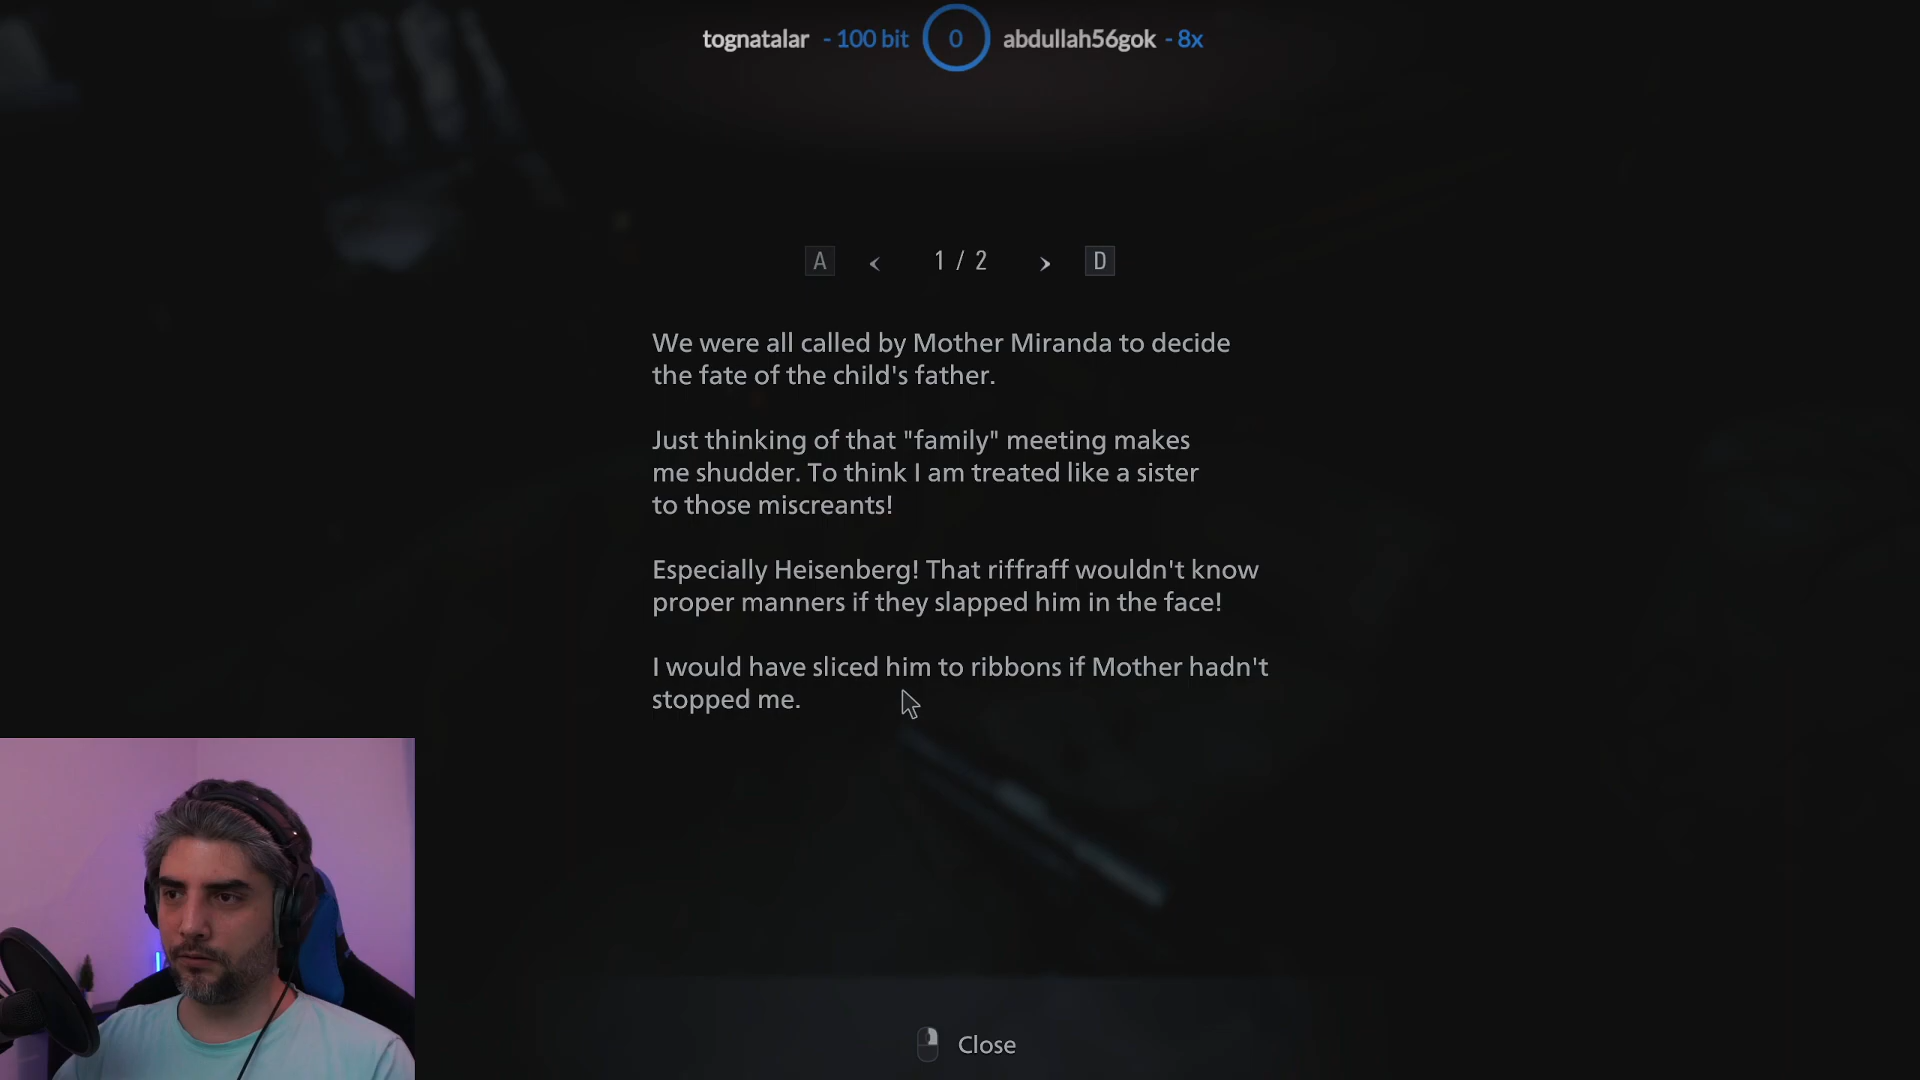 tognatalar - 100 bit 0 abdullah56gok - 8x
A < 1 / 2 > D
We were all called by Mother Miranda to decide
the fate of the child's father.
Just thinking of that "family" meeting makes
me shudder. To think I am treated like a sister
to those miscreants!
Especially Heisenberg! That riffraff wouldn't know
proper manners if they slapped him in the face!
I would have sliced him to ribbons if Mother hadn't
stopped me.
Close